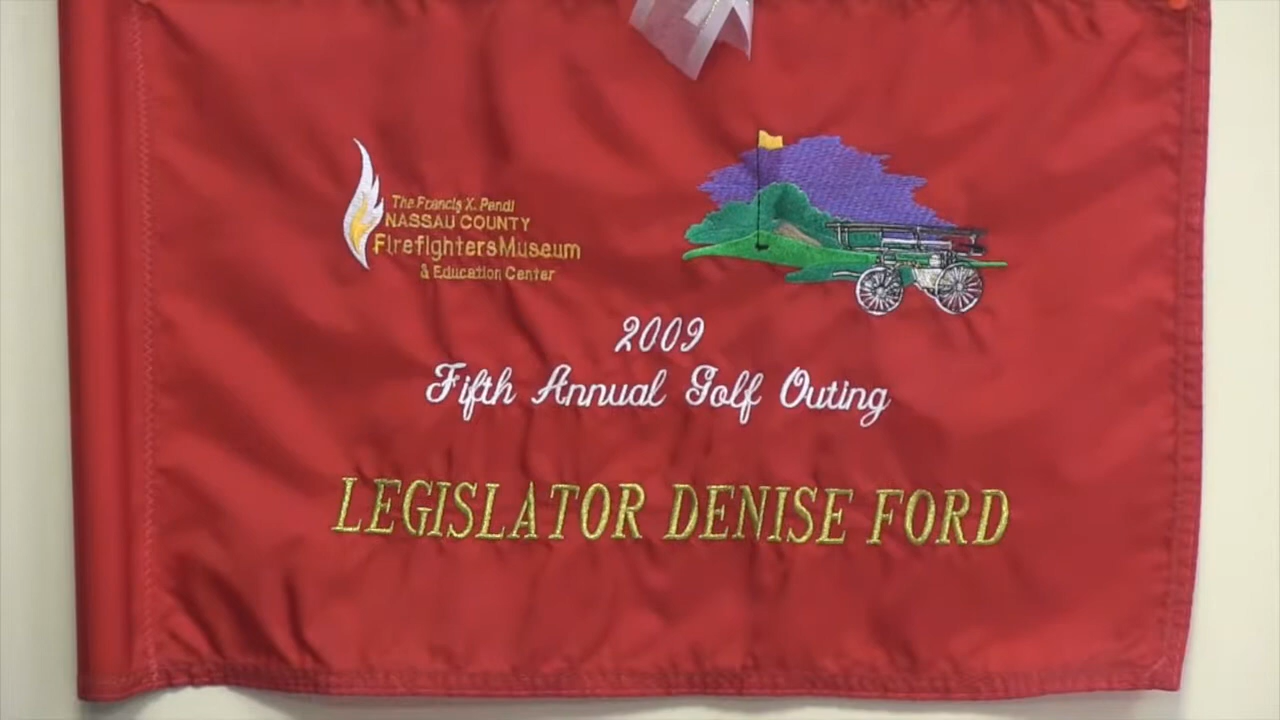 The Francis X. Pendl
NASSAU COUNTY
FirefightersMuseum
& Education Center
2009
Fifth Annual Golf Outing
LEGISLATOR DENISE FORD